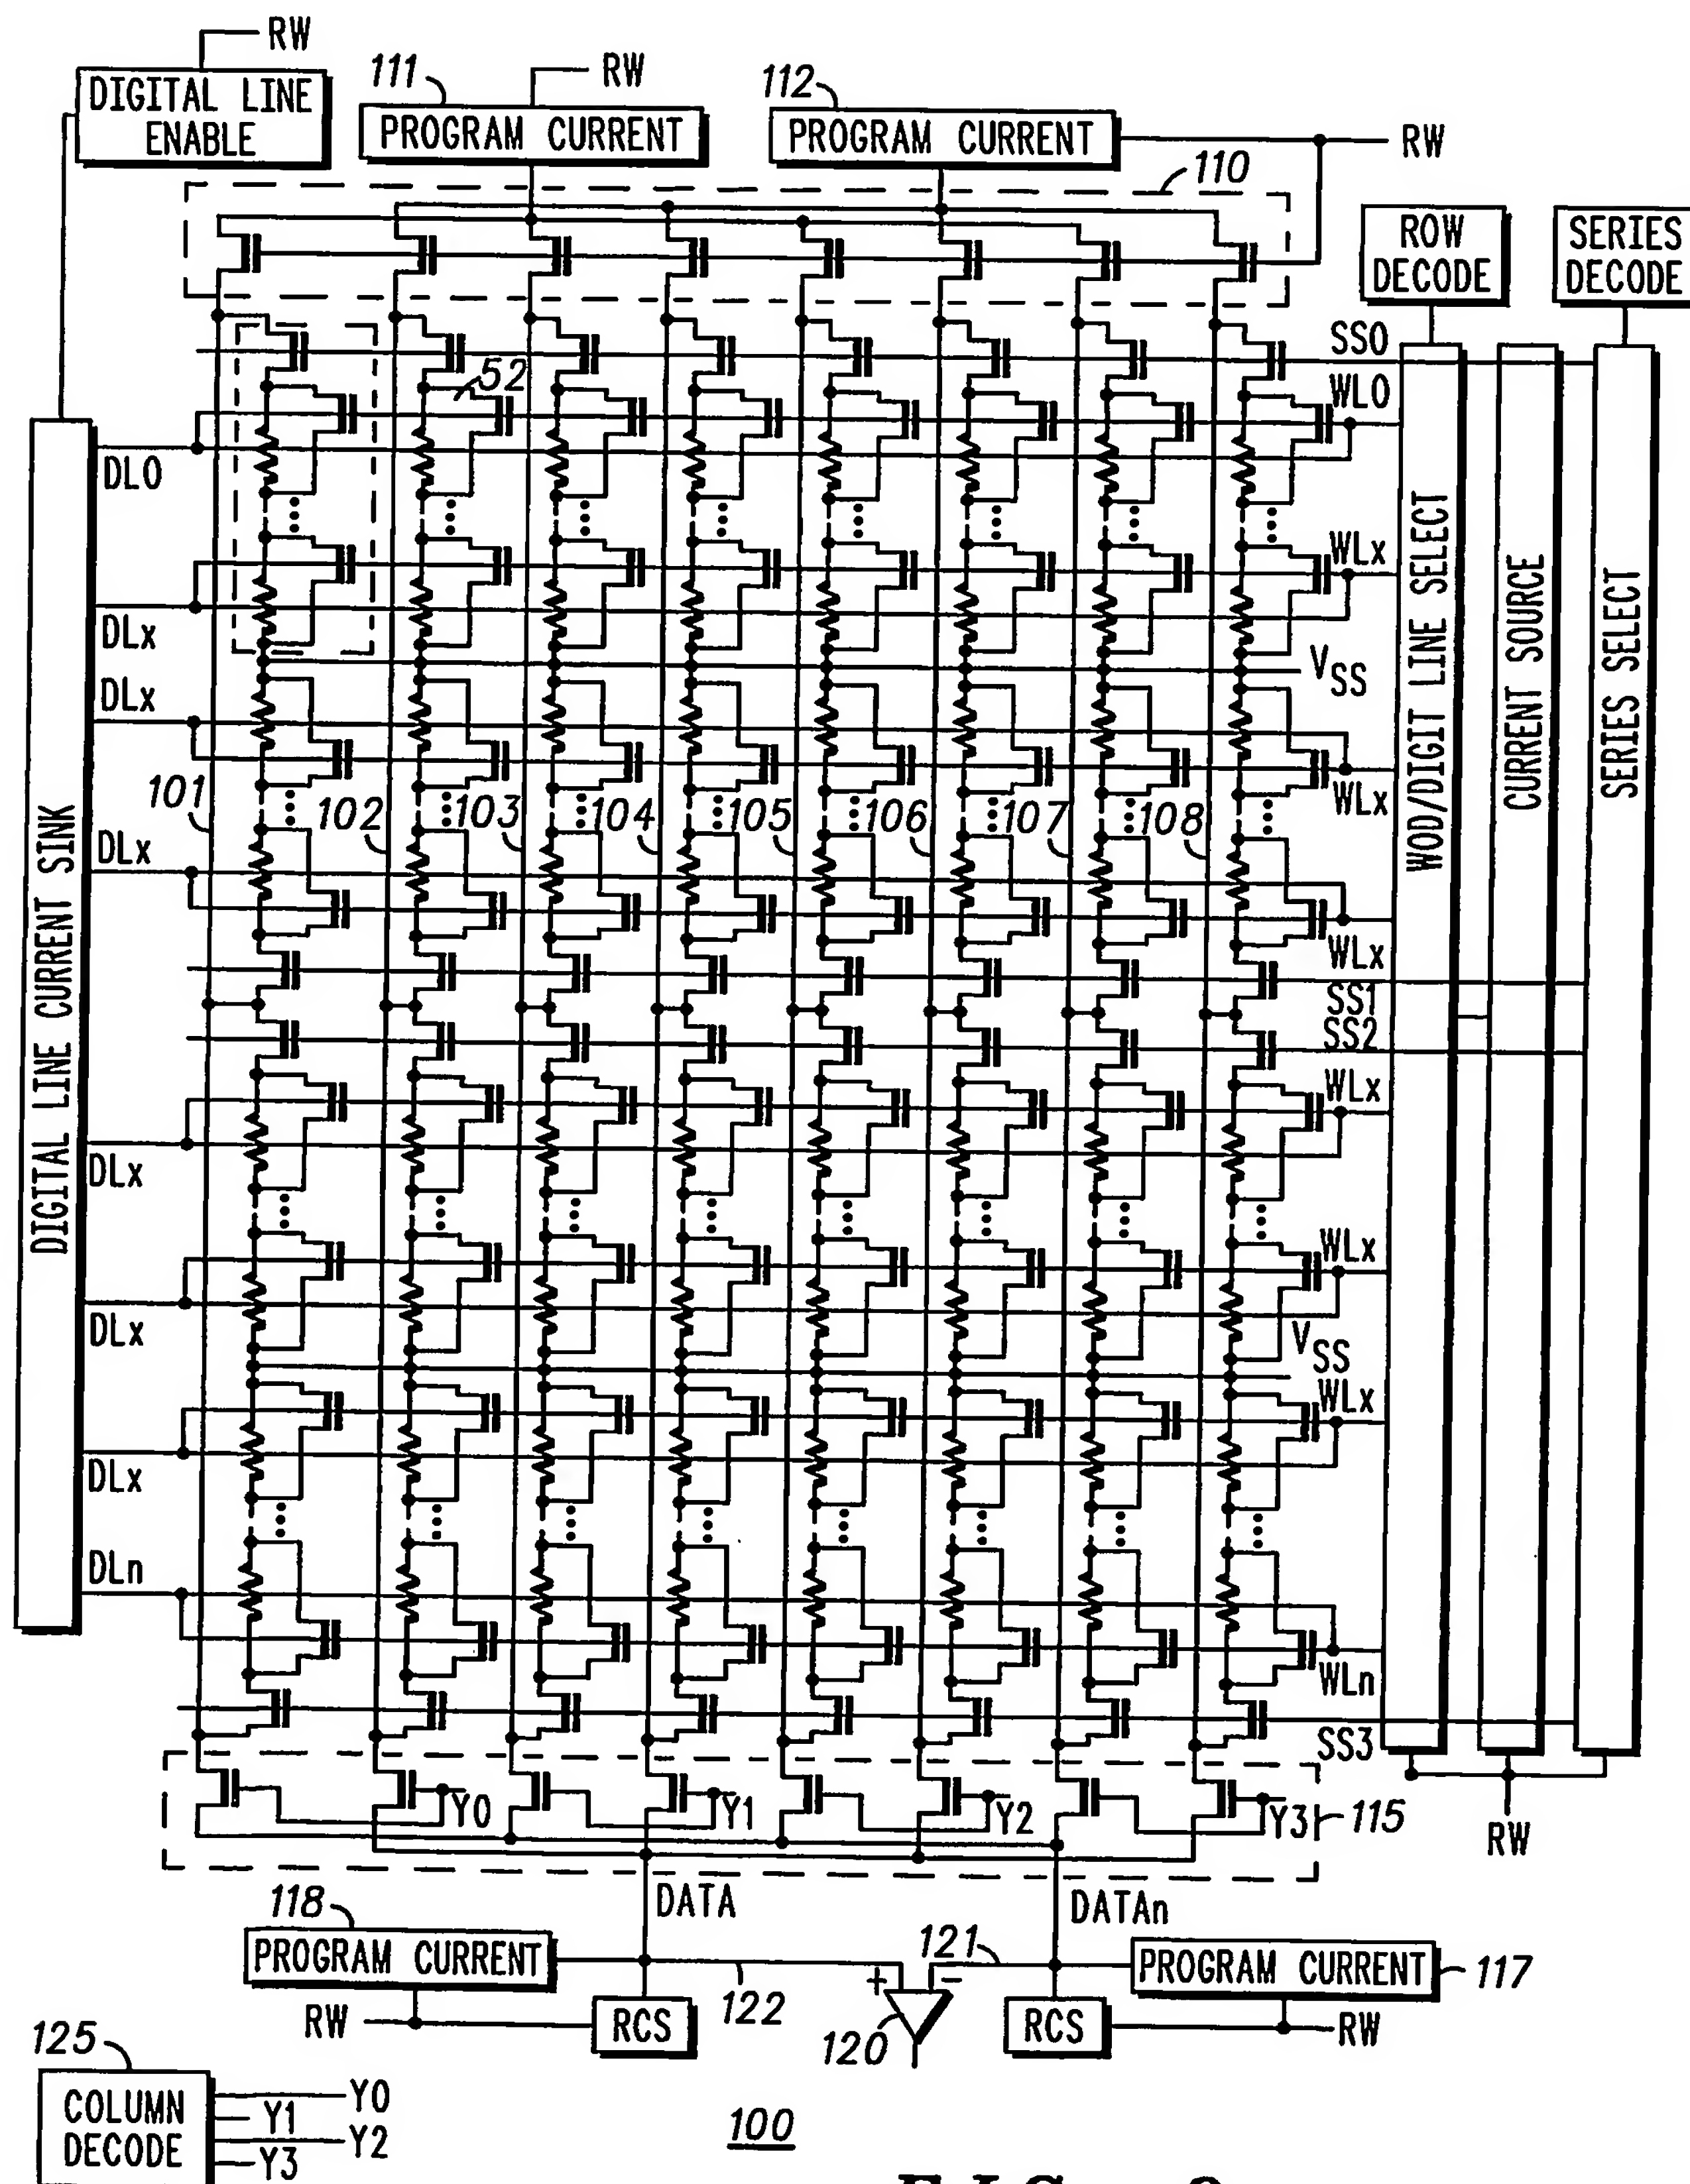 RW
DIGITAL LINE
ENABLE
111
RW
PROGRAM CURRENT
112
PROGRAM CURRENT
RW
110
ROW
DECODE
SERIES
DECODE
SS0
WL0
52
DL0
WLx
DLx
VSS
DLx
WLx
101
102
103
104
105
106
107
108
DLx
WLx
SS1
SS2
WLx
DLx
WLx
DLx
VSS
WLx
DLx
DLn
WLn
SS3
DIGITAL LINE CURRENT SINK
WOD/DIGIT LINE SELECT
CURRENT SOURCE
SERIES SELECT
Y0
Y1
Y2
Y3
115
RW
DATA
DATAn
118
PROGRAM CURRENT
122
121
PROGRAM CURRENT
117
+
−
RW
RCS
120
RCS
RW
125
COLUMN
DECODE
Y0
Y1
Y2
Y3
100